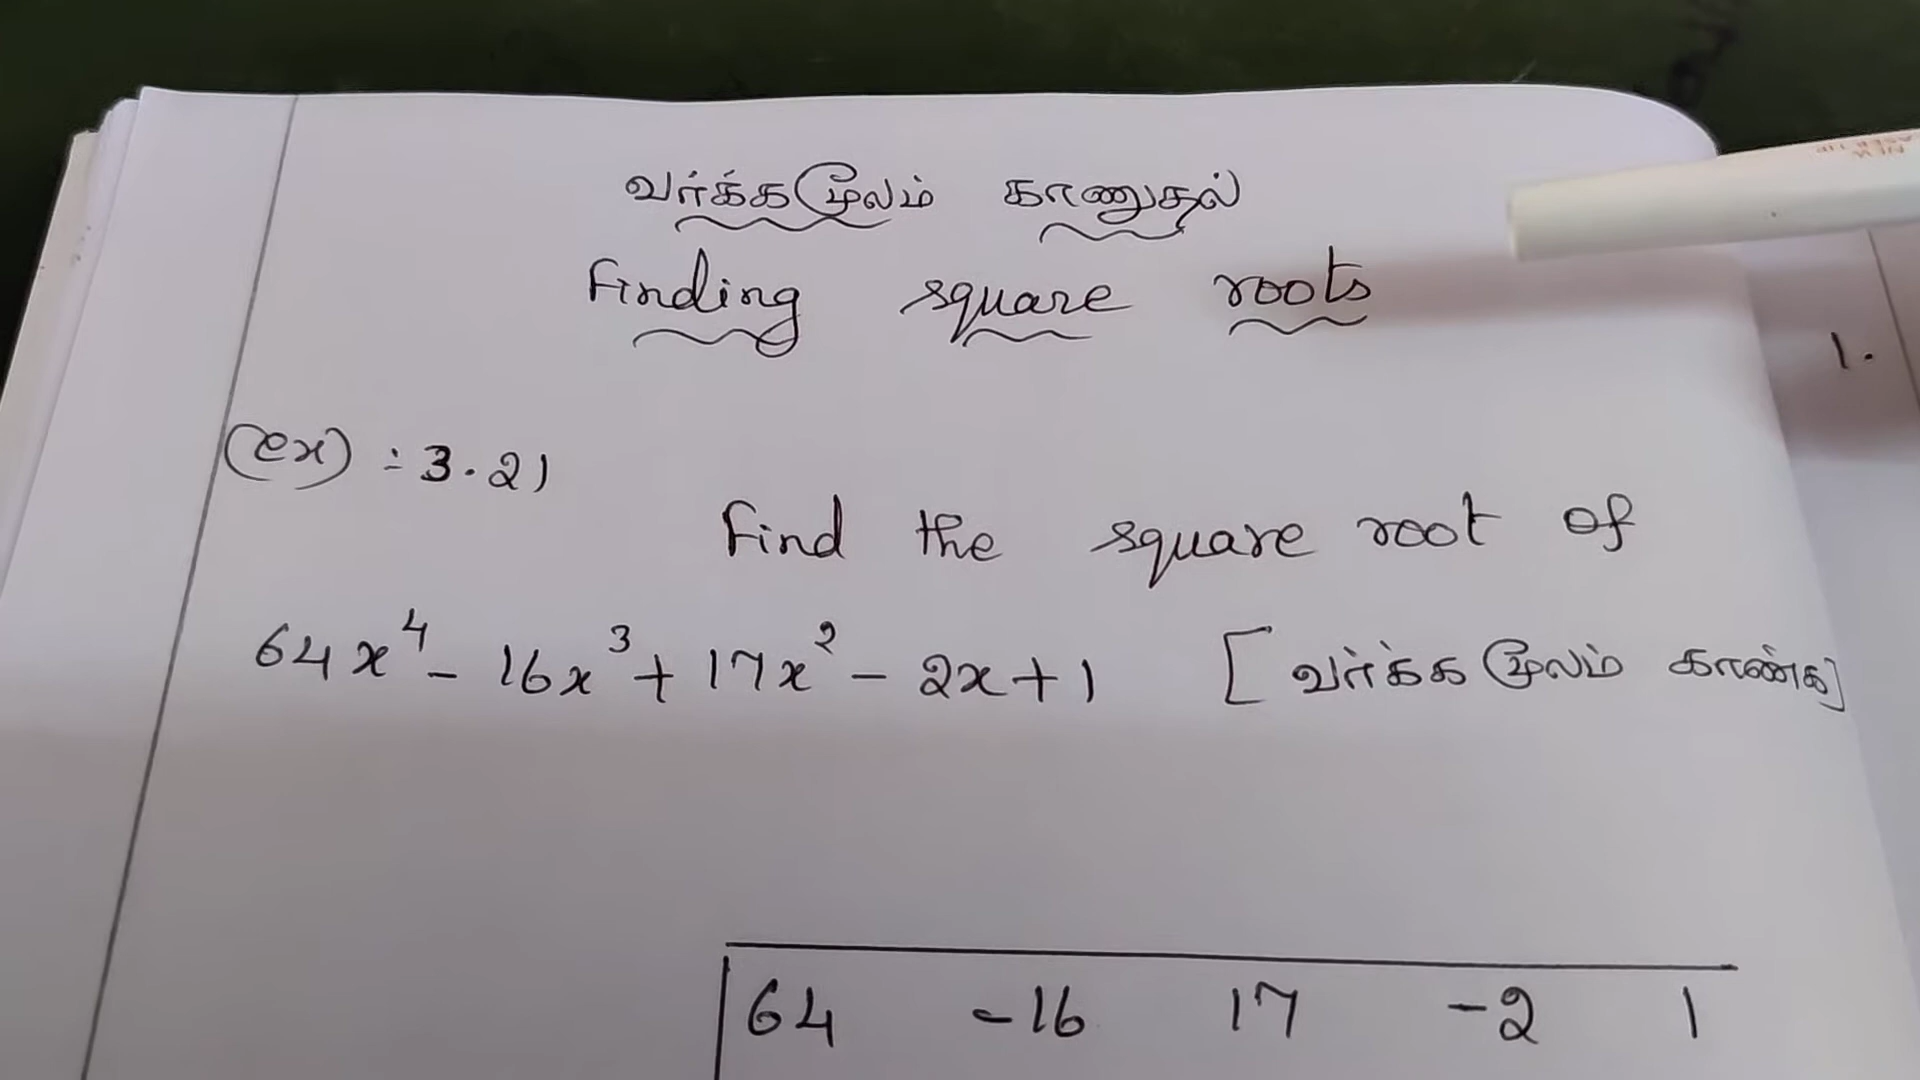 வர்க்கமூலம் காணுதல்
Finding square roots
1.
(ex) : 3.21
Find the square root of
64x⁴ - 16x³ + 17x² - 2x + 1 [வர்க்க மூலம் காண்க]
64 -16 17 -2 1